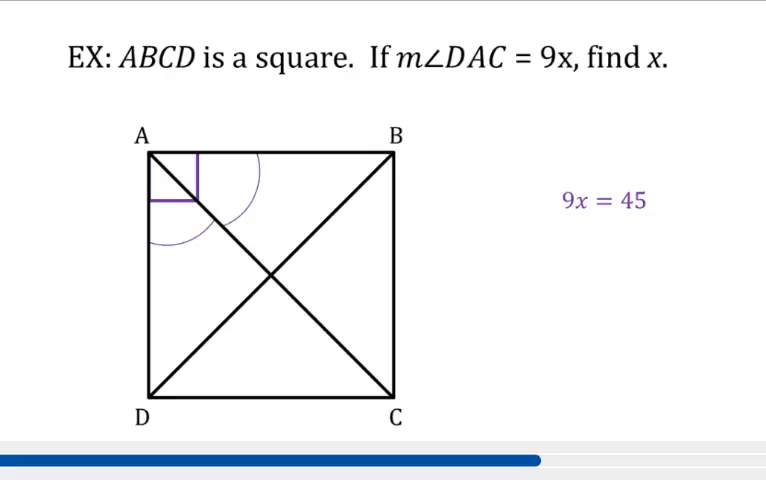 EX: ABCD is a square. If m∠DAC = 9x, find x.
A
B
9x = 45
D
C